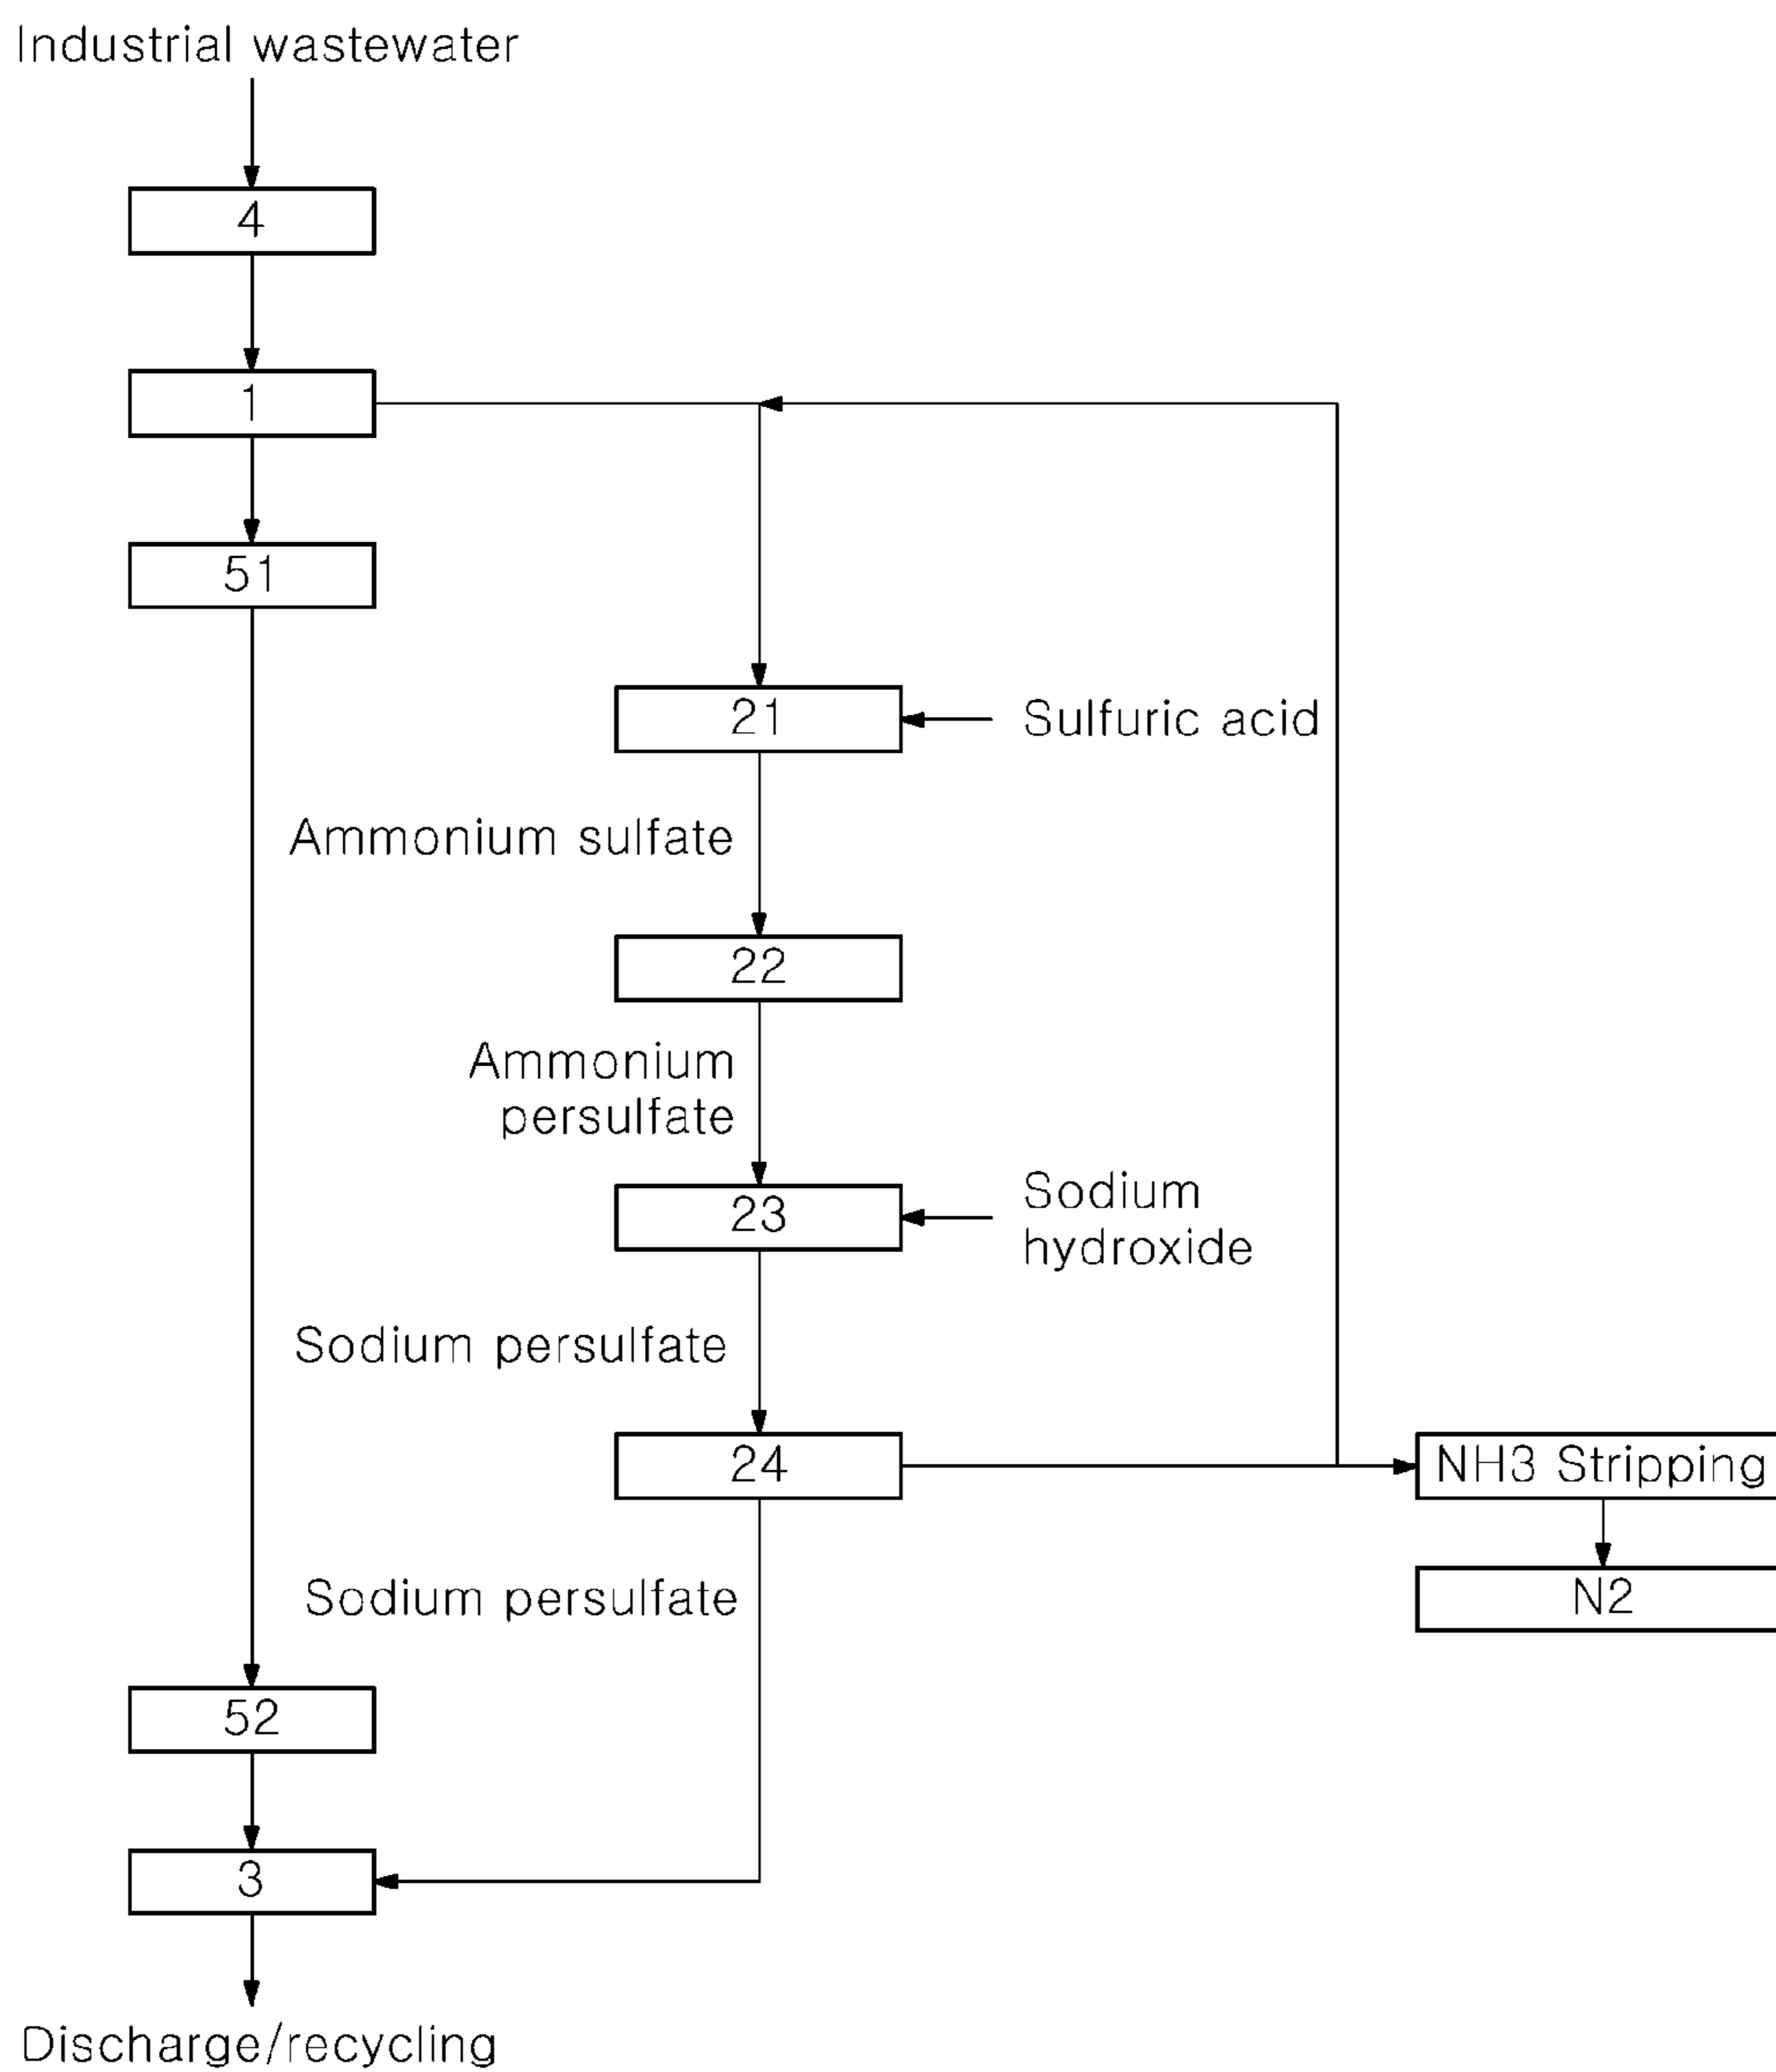 Industrial wastewater
4
1
51
21
Sulfuric acid
Ammonium sulfate
22
Ammonium
persulfate
23
Sodium
hydroxide
Sodium persulfate
24
NH3 Stripping
N2
Sodium persulfate
52
3
Discharge/recycling